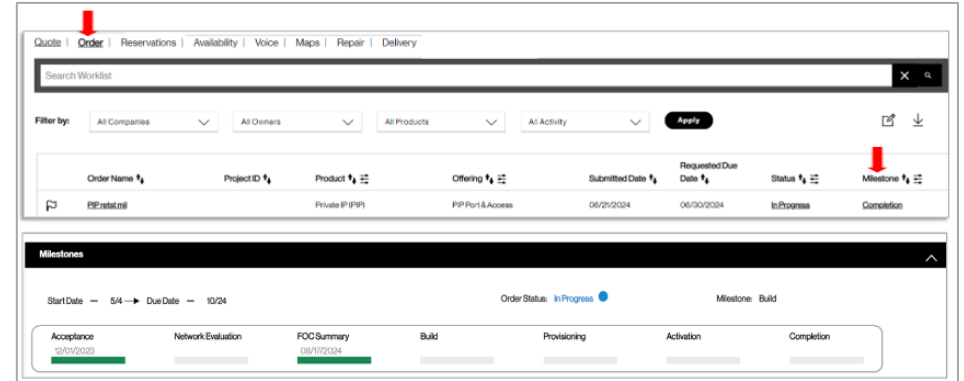 Quote | Order | Reservations | Availability | Voice | Maps | Repair | Delivery
Search Worklist
Filter by: All Companies All Owners All Products All Activity Apply
Order Name Project ID Product Offering Submitted Date Requested Due Date Status Milestone
PIP retat mil Private IP (PIP) PIP Port & Access 06/21/2024 06/30/2024 In Progress Completion
Milestones
Start Date — 5/4 → Due Date — 10/24 Order Status: In Progress Milestone: Build
Acceptance Network Evaluation FOC Summary Build Provisioning Activation Completion
12/01/2023 08/17/2024